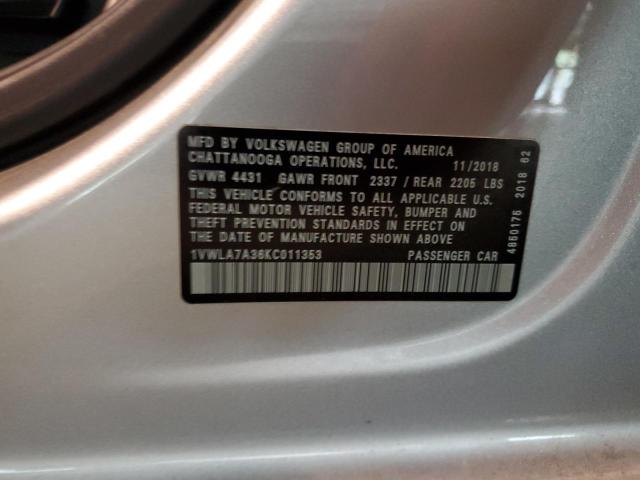 MFD BY VOLKSWAGEN GROUP OF AMERICA
CHATTANOOGA OPERATIONS, LLC. 11/2018
GVWR 4431 GAWR FRONT 2337 / REAR 2205 LBS
THIS VEHICLE CONFORMS TO ALL APPLICABLE U.S.
FEDERAL MOTOR VEHICLE SAFETY, BUMPER AND
THEFT PREVENTION STANDARDS IN EFFECT ON
THE DATE OF MANUFACTURE SHOWN ABOVE
1VWLA7A36KC011353 PASSENGER CAR
4850175 2018 62